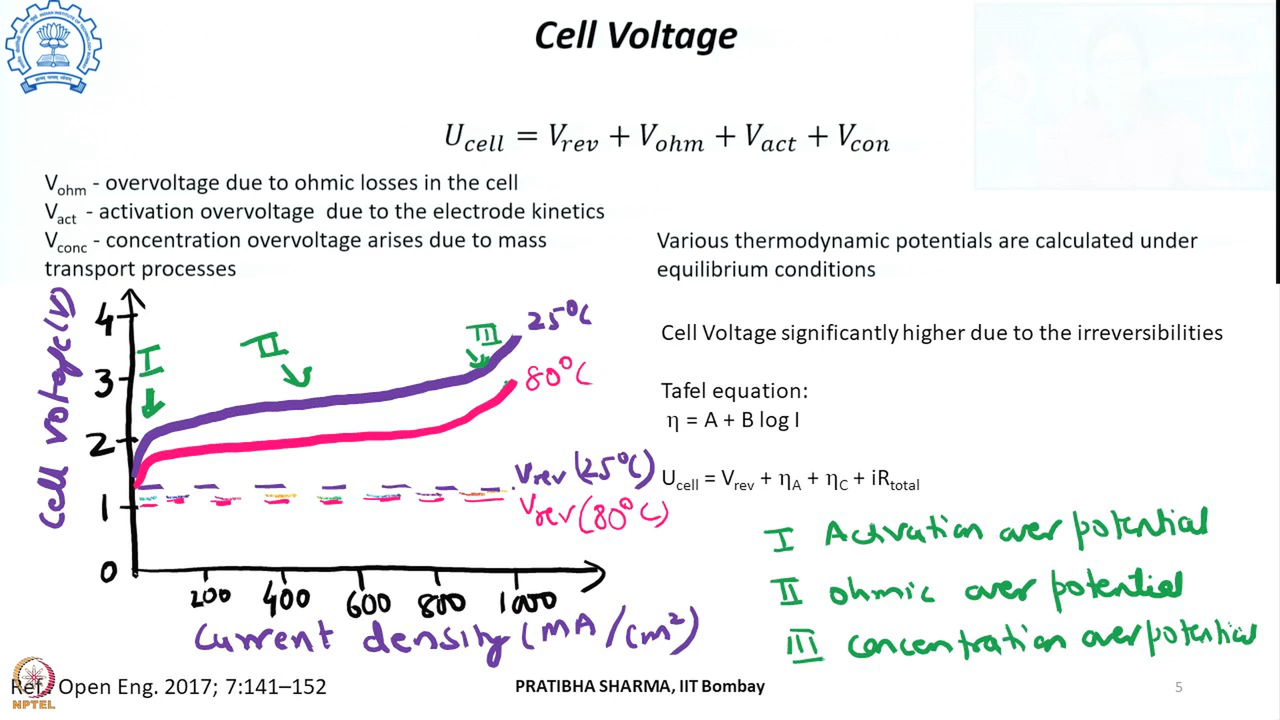 Cell Voltage
U_cell = V_rev + V_ohm + V_act + V_con
V_ohm - overvoltage due to ohmic losses in the cell
V_act - activation overvoltage due to the electrode kinetics
V_conc - concentration overvoltage arises due to mass
transport processes
Various thermodynamic potentials are calculated under
equilibrium conditions
Cell Voltage significantly higher due to the irreversibilities
Tafel equation:
η = A + B log I
U_cell = V_rev + η_A + η_C + iR_total
Cell voltage (V)
4
3
2
1
0
I
II
III
25°C
80°C
Vrev (25°C)
Vrev (80°C)
200 400 600 800 1000
Current density (mA/cm²)
I Activation over potential
II ohmic over potential
III concentration overpotential
Ref. Open Eng. 2017; 7:141–152
PRATIBHA SHARMA, IIT Bombay
5
NPTEL